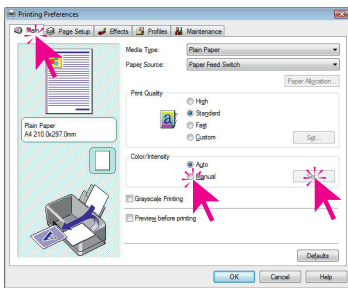 Printing Preferences
Main Page Setup Effects Profiles Maintenance
Media Type: Plain Paper
Paper Source: Paper Feed Switch
Paper Allocation...
Print Quality
High
Standard
Fast
Custom Set...
Plain Paper
A4 210.0x297.0mm
Color/Intensity
Auto
Manual
Grayscale Printing
Preview before printing
Defaults
OK Cancel Help